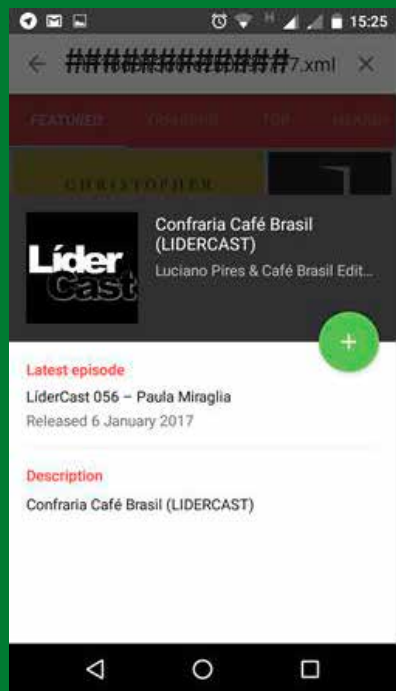 15:25
7.xml
FEATURED TRENDING TOP
CHRISTOPHER
Líder
Cast
Confraria Café Brasil
(LIDERCAST)
Luciano Pires & Café Brasil Edit...
Latest episode
LíderCast 056 – Paula Miraglia
Released 6 January 2017
Description
Confraria Café Brasil (LIDERCAST)